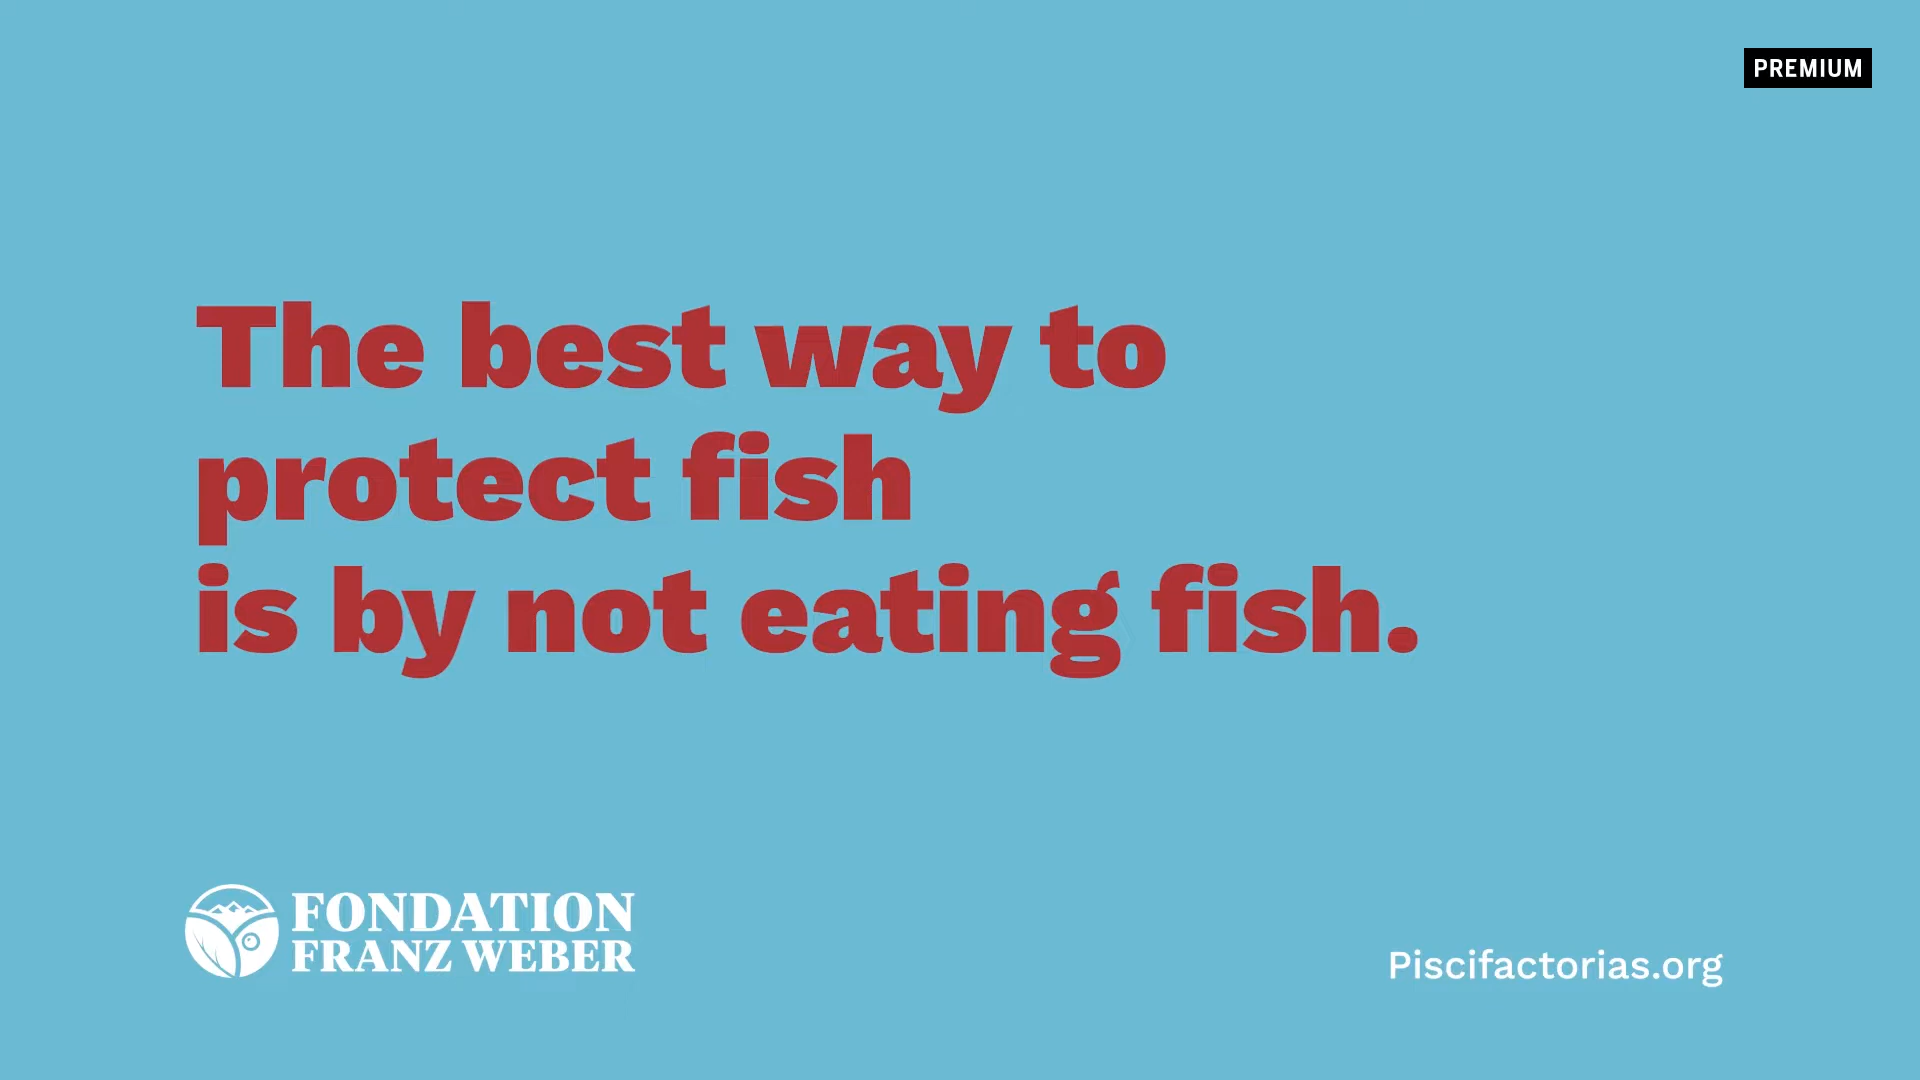 PREMIUM
The best way to
protect fish
is by not eating fish.
FONDATION
FRANZ WEBER
Piscifactorias.org